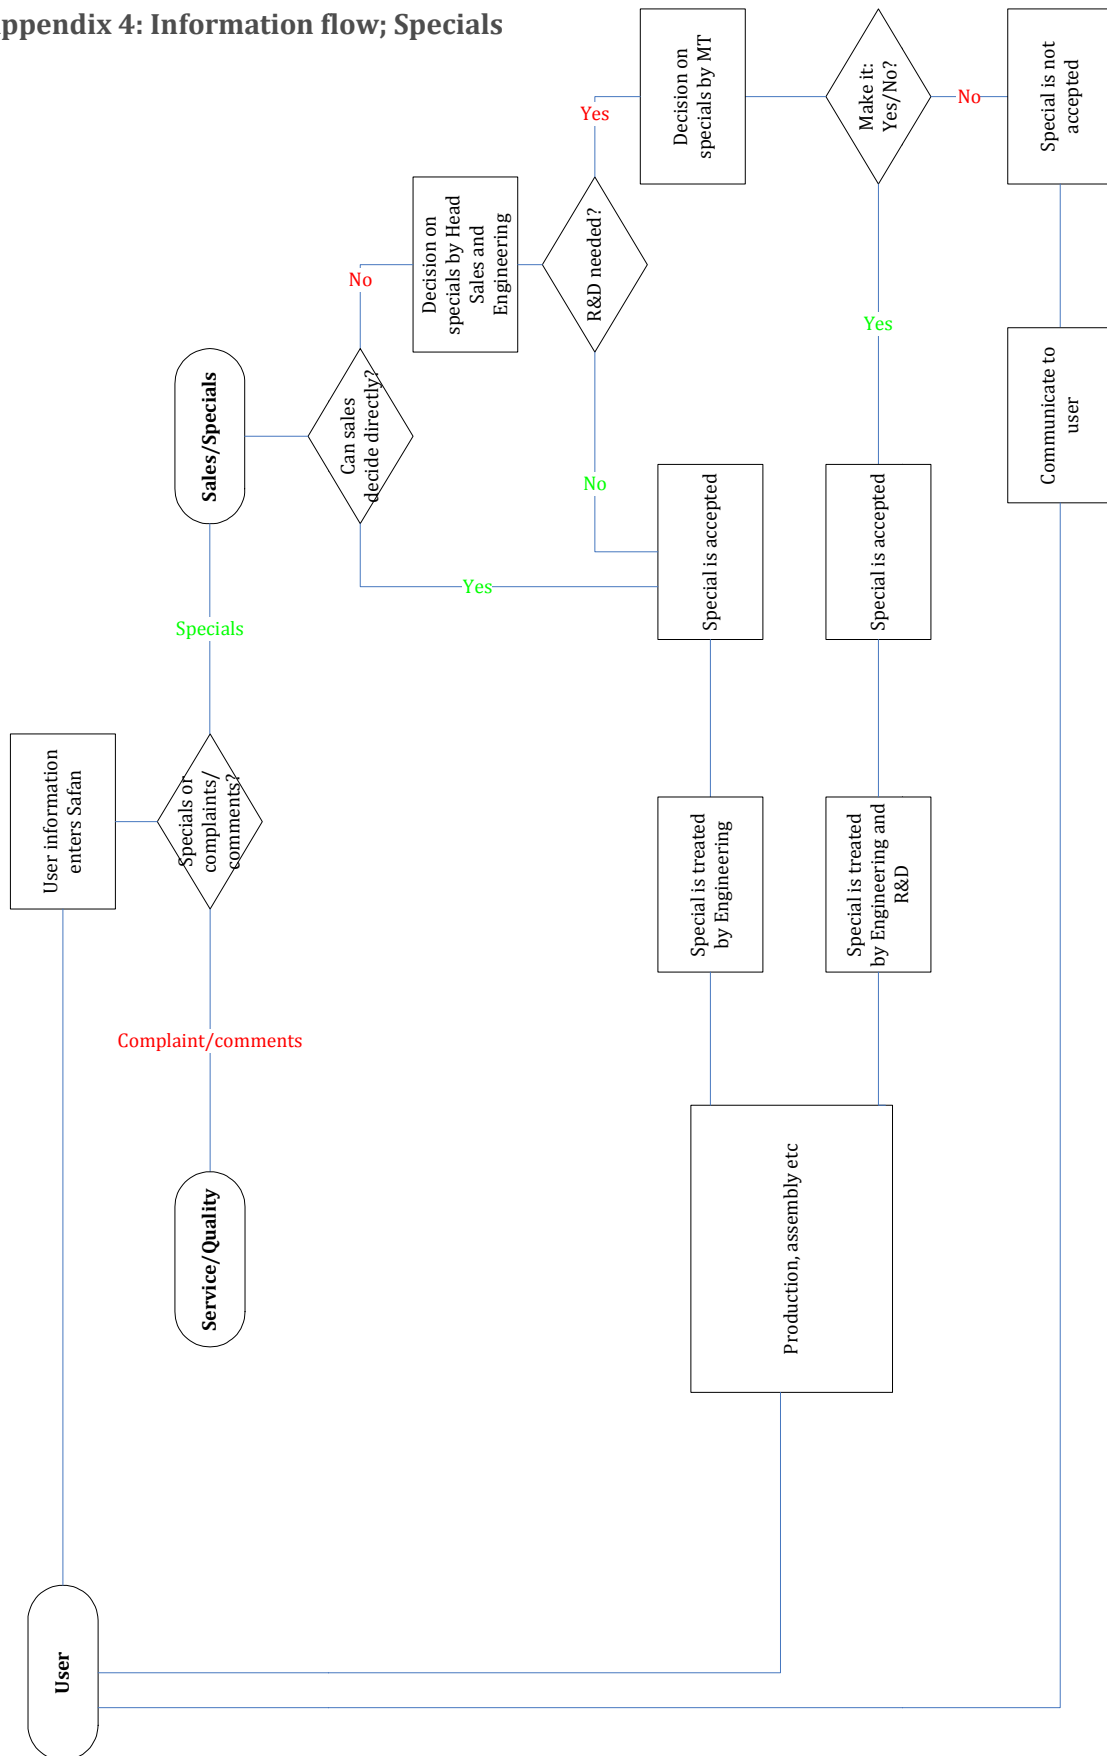 ppendix 4: Information flow; Specials
User
User information
enters Safan
Specials or
complaints/
comments?
Complaint/comments
Service/Quality
Specials
Sales/Specials
Can sales
decide directly?
No
Yes
Decision on
specials by Head
Sales and
Engineering
R&D needed?
Yes
No
Decision on
specials by MT
Make it:
Yes/No?
No
Yes
Special is not
accepted
Communicate to
user
Special is accepted
Special is accepted
Special is treated
by Engineering
Special is treated
by Engineering and
R&D
Production, assembly etc